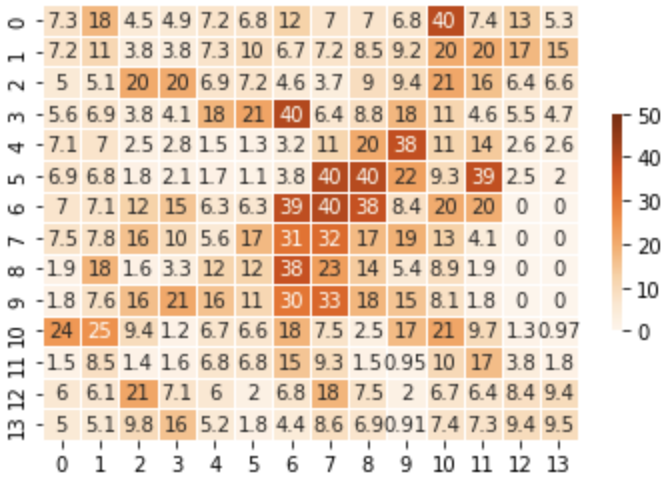 0 7.3 18 4.5 4.9 7.2 6.8 12 7 7 6.8 40 7.4 13 5.3
1 7.2 11 3.8 3.8 7.3 10 6.7 7.2 8.5 9.2 20 20 17 15
2 5 5.1 20 20 6.9 7.2 4.6 3.7 9 9.4 21 16 6.4 6.6
3 5.6 6.9 3.8 4.1 18 21 40 6.4 8.8 18 11 4.6 5.5 4.7
4 7.1 7 2.5 2.8 1.5 1.3 3.2 11 20 38 11 14 2.6 2.6
5 6.9 6.8 1.8 2.1 1.7 1.1 3.8 40 40 22 9.3 39 2.5 2
6 7 7.1 12 15 6.3 6.3 39 40 38 8.4 20 20 0 0
7 7.5 7.8 16 10 5.6 17 31 32 17 19 13 4.1 0 0
8 1.9 18 1.6 3.3 12 12 38 23 14 5.4 8.9 1.9 0 0
9 1.8 7.6 16 21 16 11 30 33 18 15 8.1 1.8 0 0
10 24 25 9.4 1.2 6.7 6.6 18 7.5 2.5 17 21 9.7 1.3 0.97
11 1.5 8.5 1.4 1.6 6.8 6.8 15 9.3 1.5 0.95 10 17 3.8 1.8
12 6 6.1 21 7.1 6 2 6.8 18 7.5 2 6.7 6.4 8.4 9.4
13 5 5.1 9.8 16 5.2 1.8 4.4 8.6 6.9 0.91 7.4 7.3 9.4 9.5
0 1 2 3 4 5 6 7 8 9 10 11 12 13
50
40
30
20
10
0